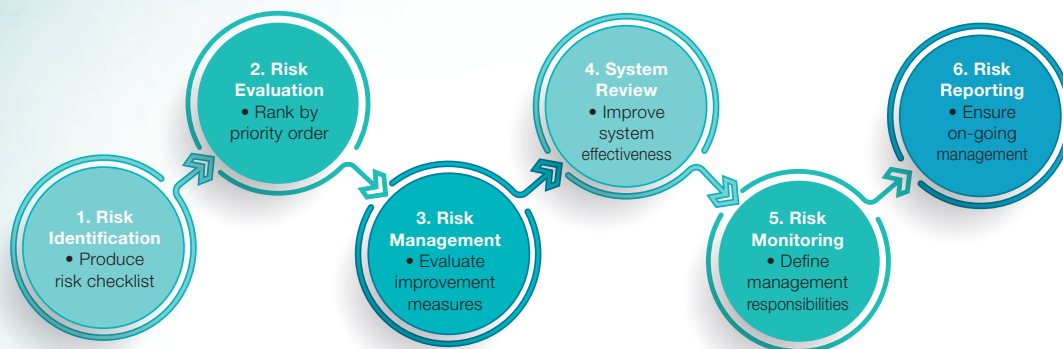 1. Risk
Identification
• Produce
risk checklist
2. Risk
Evaluation
• Rank by
priority order
3. Risk
Management
• Evaluate
improvement
measures
4. System
Review
• Improve
system
effectiveness
5. Risk
Monitoring
• Define
management
responsibilities
6. Risk
Reporting
• Ensure
on-going
management